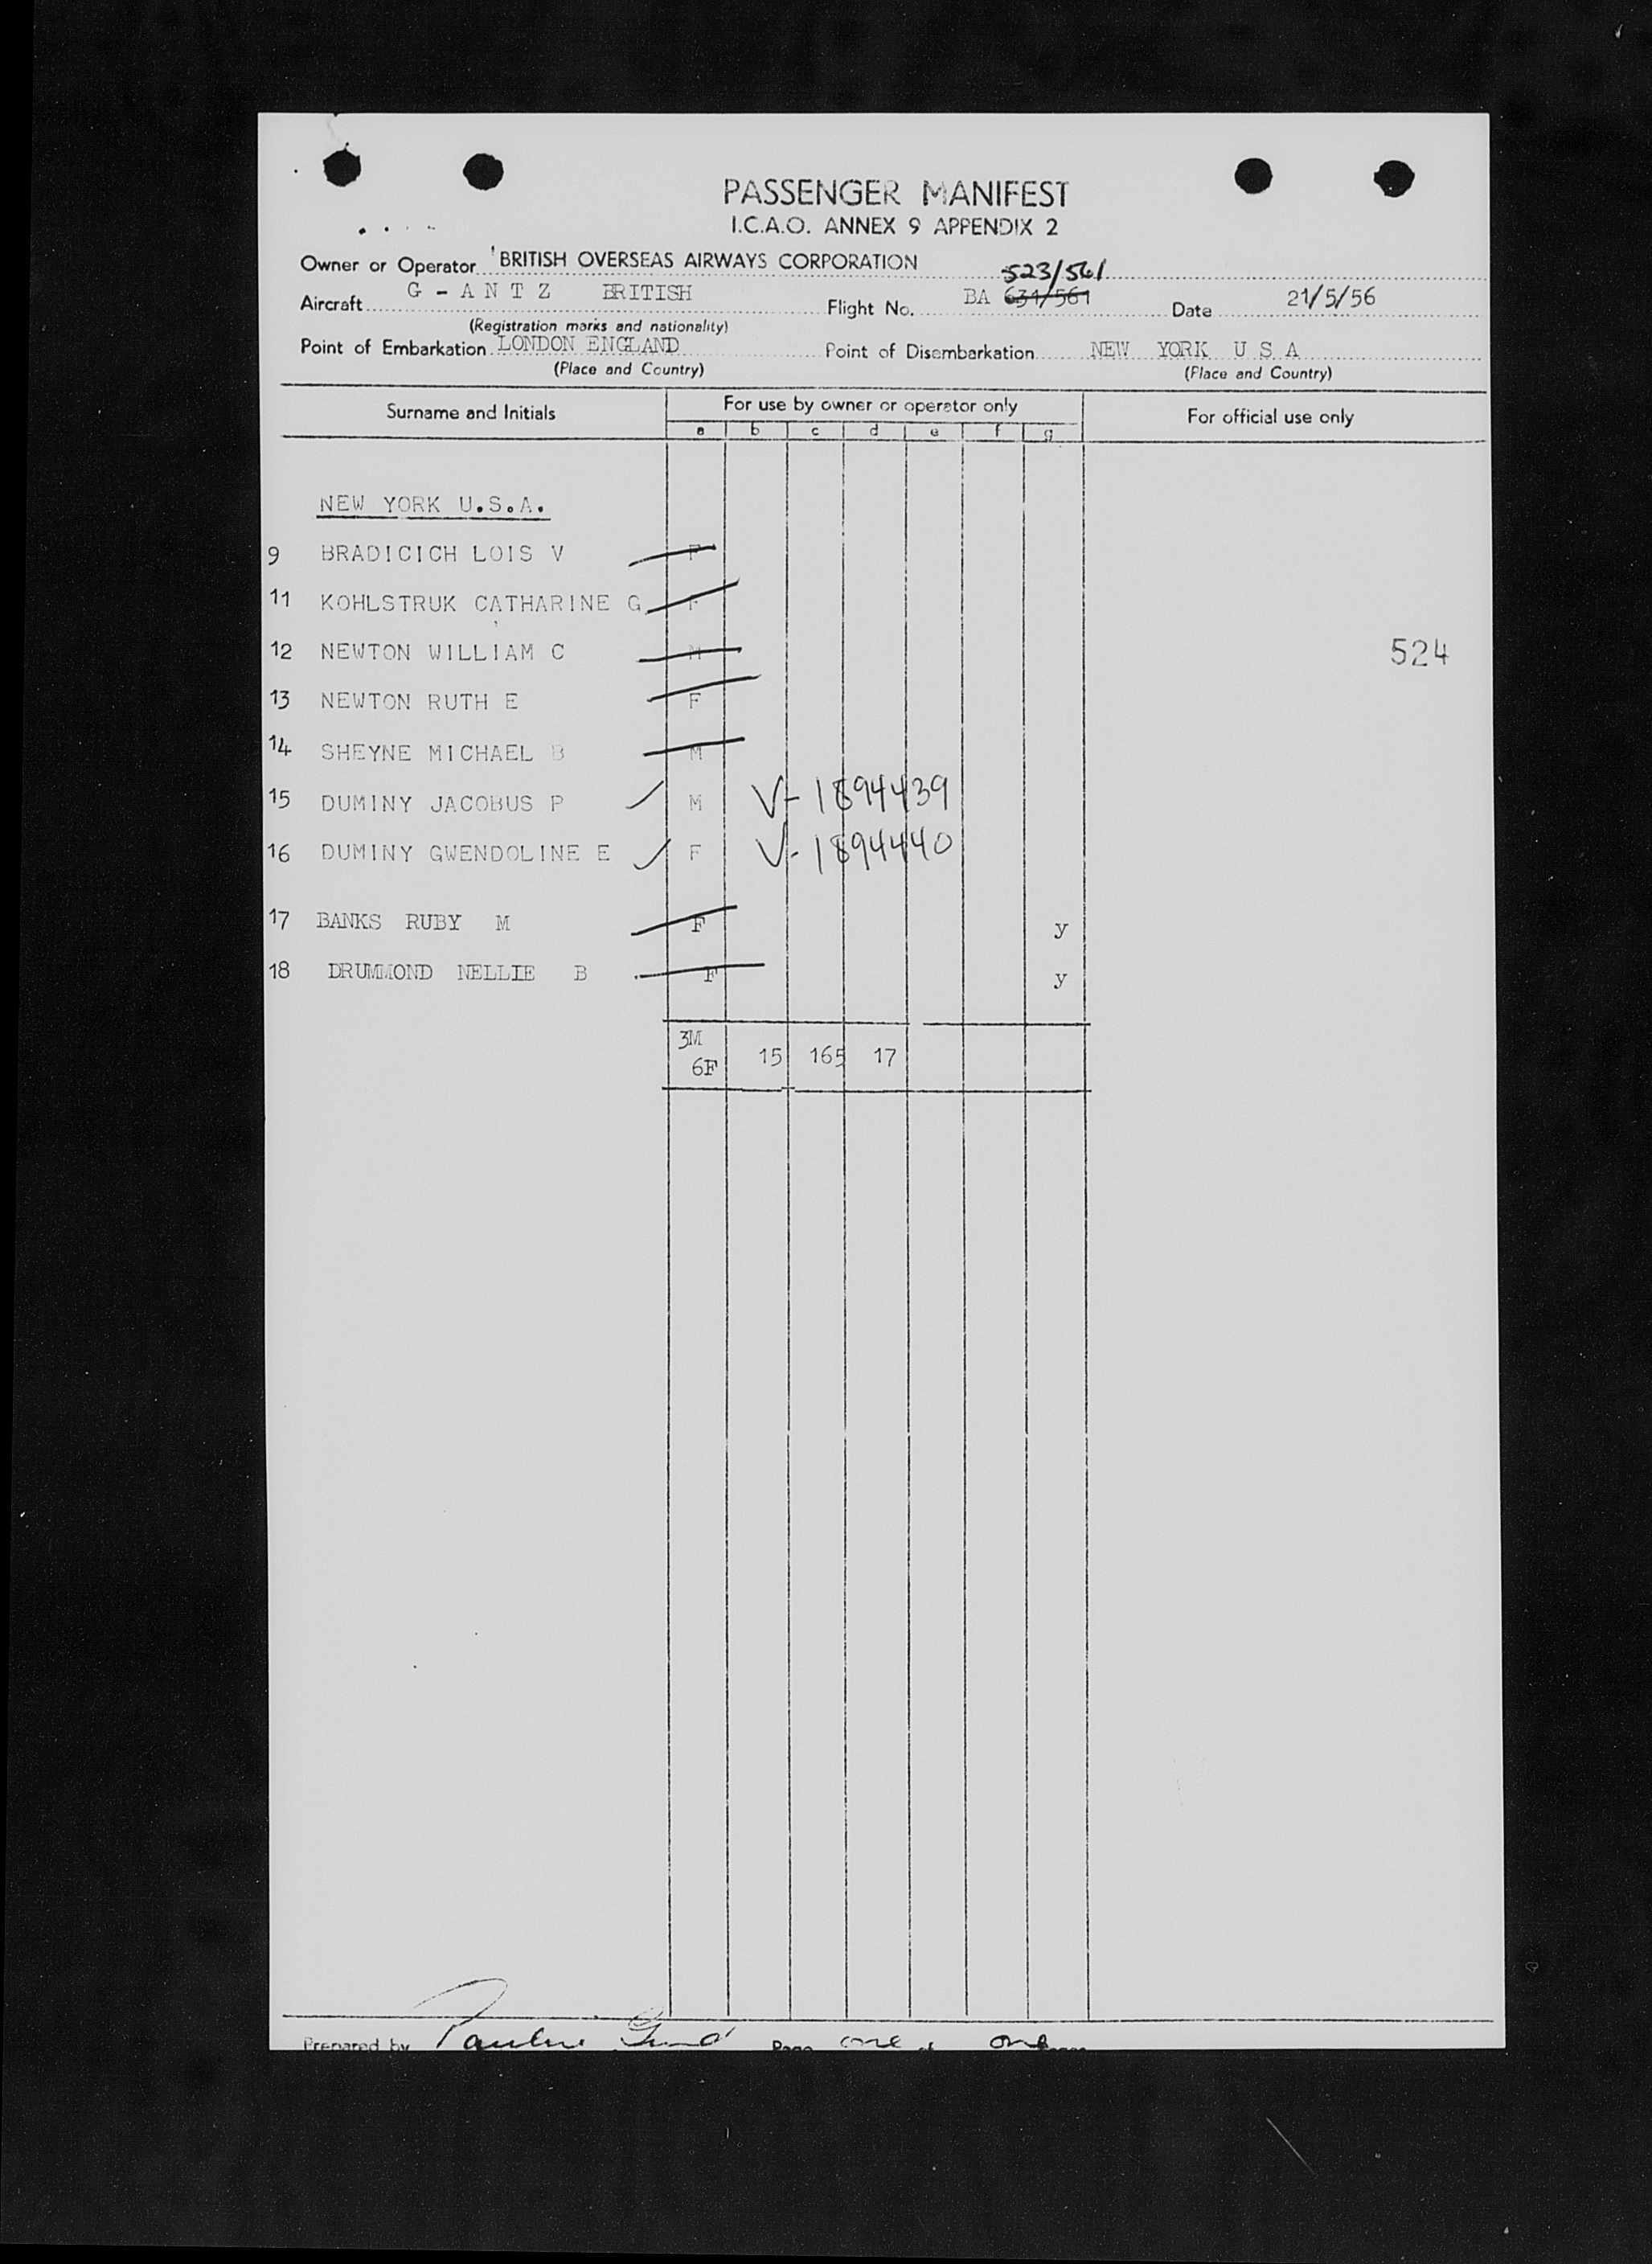 PASSENGER MANIFEST
I.C.A.O. ANNEX 9 APPENDIX 2
Owner or Operator BRITISH OVERSEAS AIRWAYS CORPORATION
523/561
Aircraft G - A N T Z BRITISH Flight No. BA 631/561 Date 21/5/56
(Registration marks and nationality)
Point of Embarkation LONDON ENGLAND Point of Disembarkation NEW YORK U S A
(Place and Country) (Place and Country)
Surname and Initials For use by owner or operator only For official use only
a b c d e f g
NEW YORK U.S.A.
9 BRADICICH LOIS V F
11 KOHLSTRUK CATHARINE G F
12 NEWTON WILLIAM C M 524
13 NEWTON RUTH E F
14 SHEYNE MICHAEL B M
15 DUMINY JACOBUS P M V-1894439
16 DUMINY GWENDOLINE E F V-1894440
17 BANKS RUBY M F y
18 DRUMMOND NELLIE B F y
3M
6F 15 165 17
Prepared by Page one of one